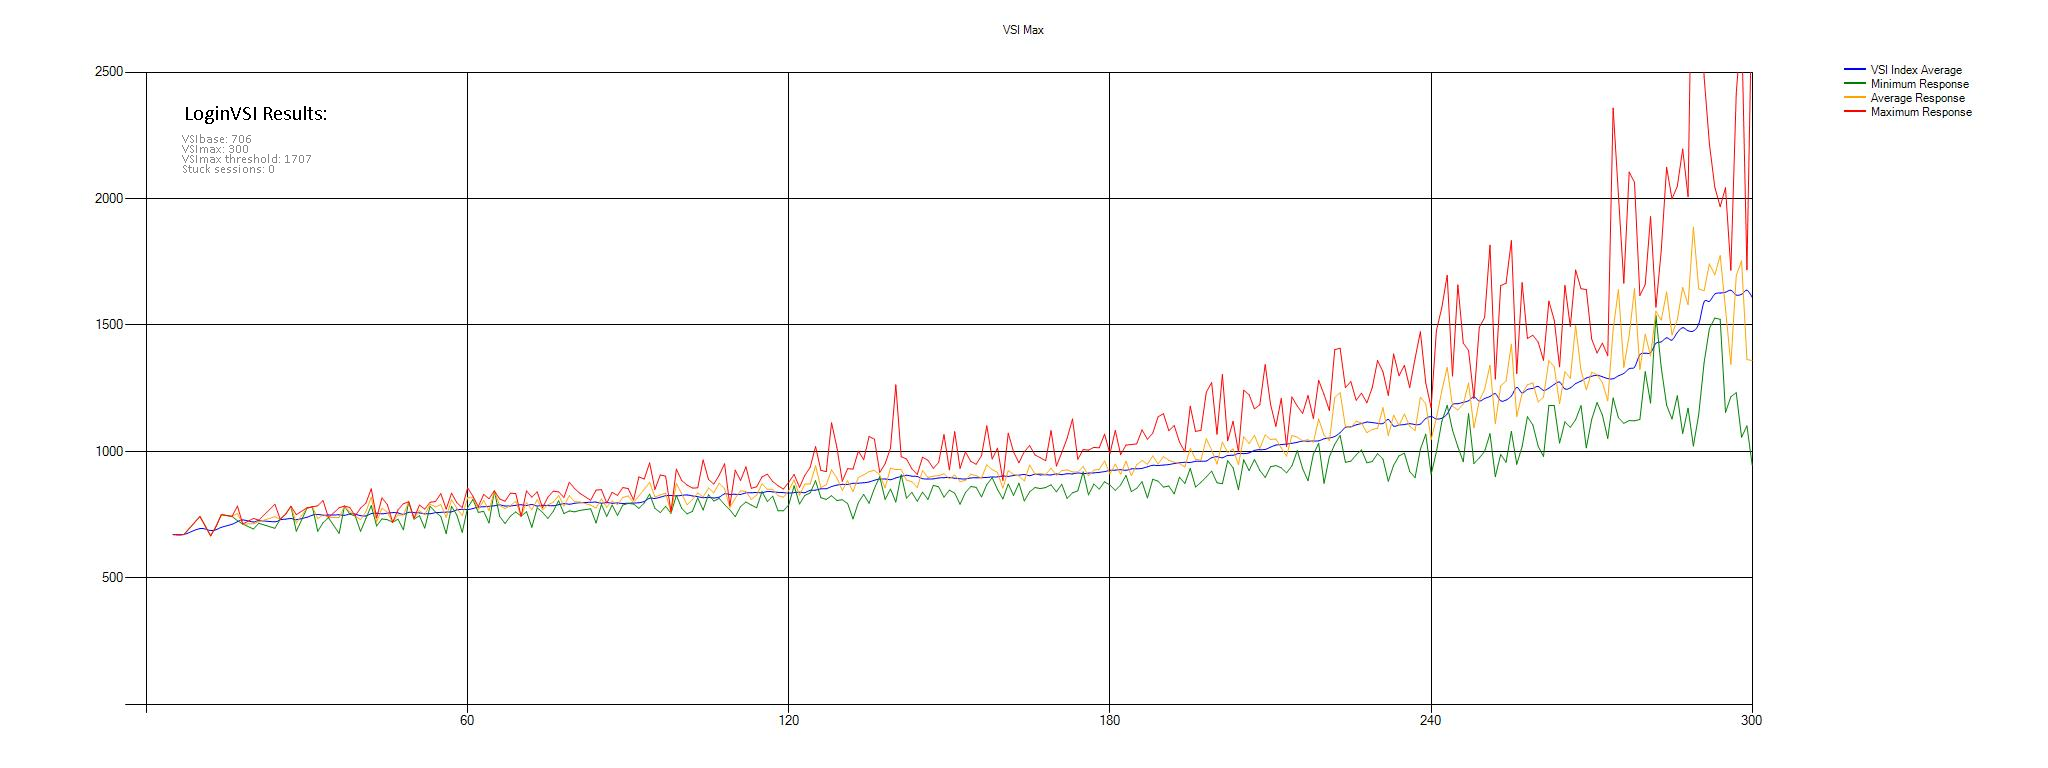 VSI Max
2500
2000
1500
1000
500
LoginVSI Results:
VSIbase: 706
VSImax: 300
VSImax threshold: 1707
Stuck sessions: 0
VSI Index Average
Minimum Response
Average Response
Maximum Response
60 120 180 240 300